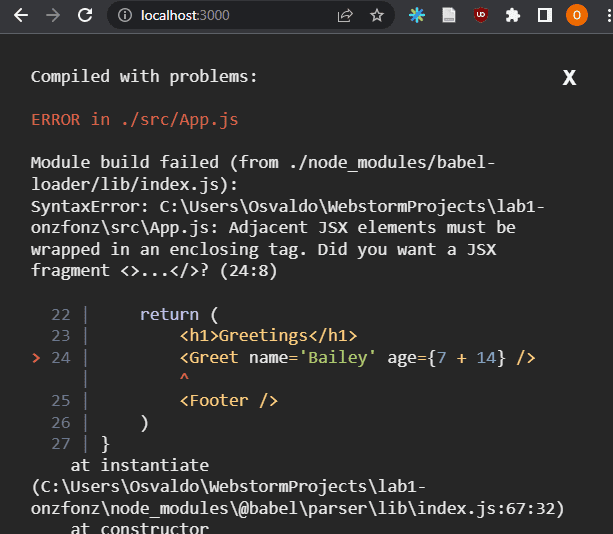 localhost:3000
UD
O
Compiled with problems:
X
ERROR in ./src/App.js
Module build failed (from ./node_modules/babel-
loader/lib/index.js):
SyntaxError: C:\Users\Osvaldo\WebstormProjects\lab1-
onzfonz\src\App.js: Adjacent JSX elements must be
wrapped in an enclosing tag. Did you want a JSX
fragment <>...</>? (24:8)
22 |     return (
23 |         <h1>Greetings</h1>
> 24 |         <Greet name='Bailey' age={7 + 14} />
|         ^
25 |         <Footer />
26 |     )
27 | }
at instantiate
(C:\Users\Osvaldo\WebstormProjects\lab1-
onzfonz\node_modules\@babel\parser\lib\index.js:67:32)
at constructor